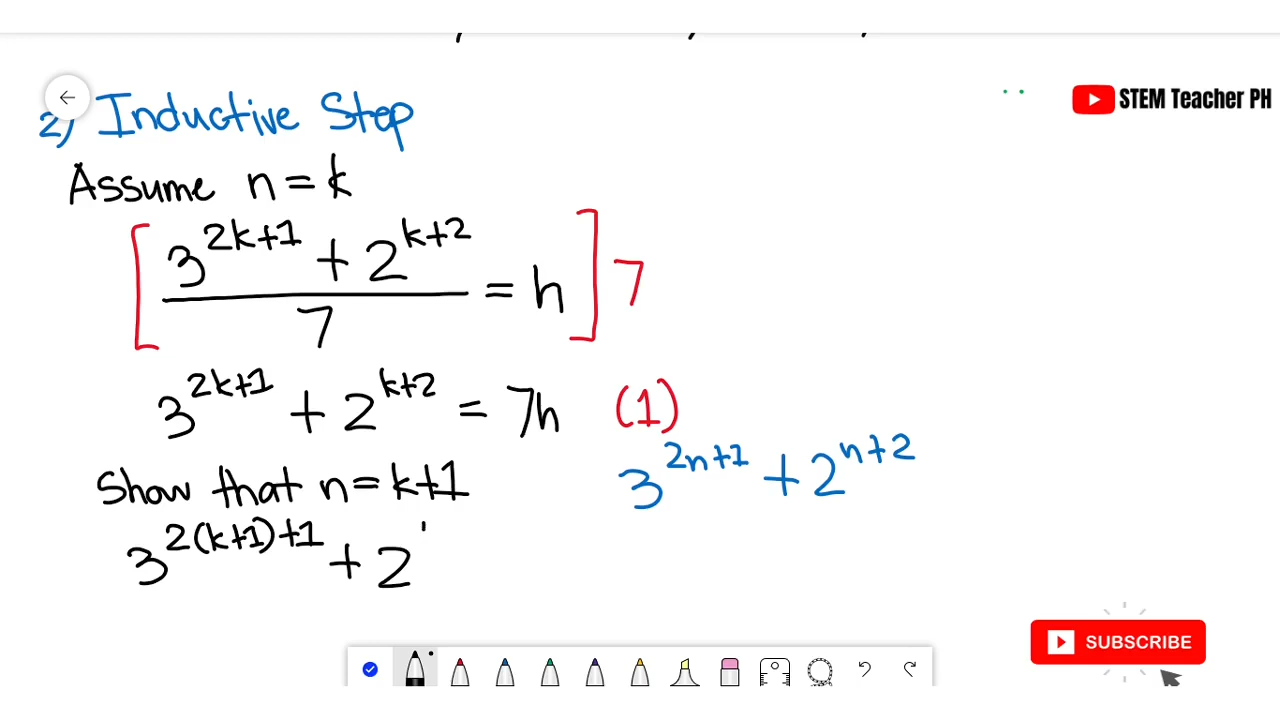 2) Inductive Step
STEM Teacher PH
Assume n = k
[ (3^(2k+1) + 2^(k+2)) / 7 = h ] 7
3^(2k+1) + 2^(k+2) = 7h (1)
3^(2n+1) + 2^(n+2)
Show that n = k+1
3^(2(k+1)+1) + 2
SUBSCRIBE